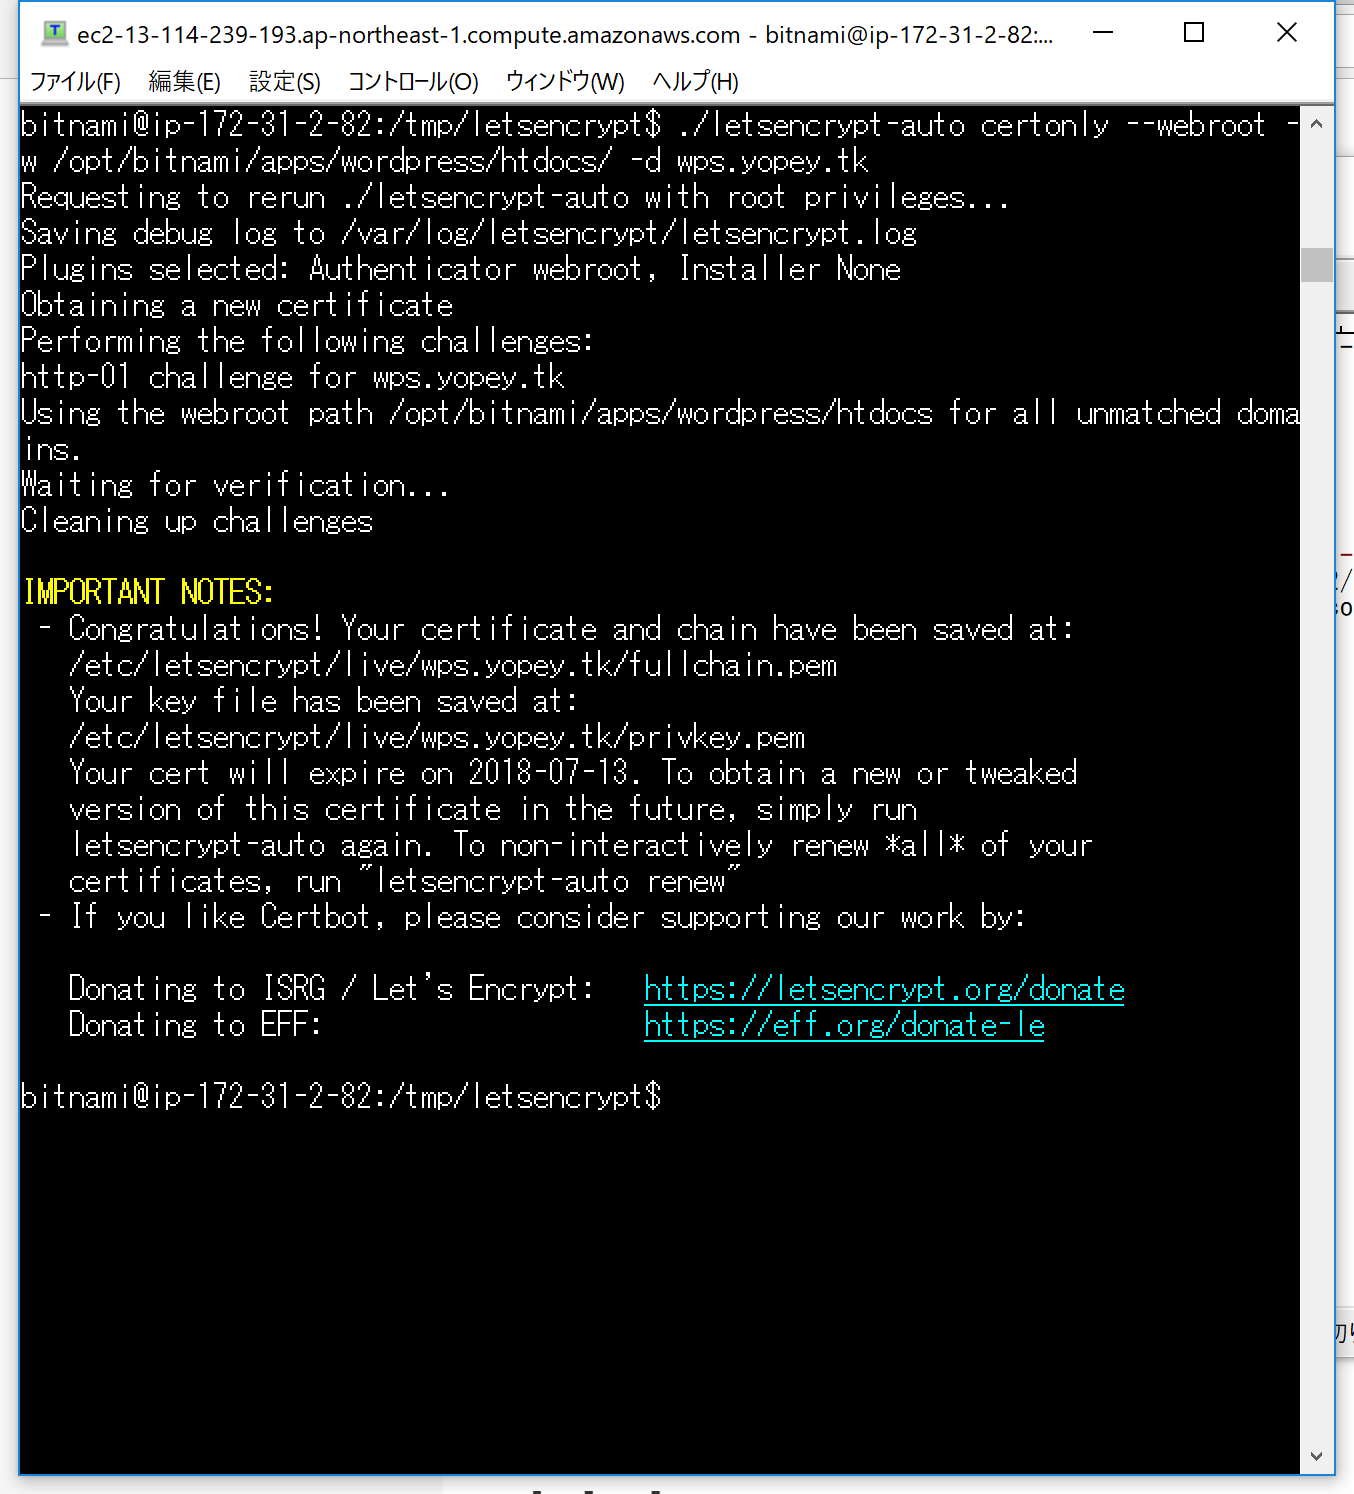 ec2-13-114-239-193.ap-northeast-1.compute.amazonaws.com - bitnami@ip-172-31-2-82:...
ファイル(F) 編集(E) 設定(S) コントロール(O) ウィンドウ(W) ヘルプ(H)
bitnami@ip-172-31-2-82:/tmp/letsencrypt$ ./letsencrypt-auto certonly --webroot -
w /opt/bitnami/apps/wordpress/htdocs/ -d wps.yopey.tk
Requesting to rerun ./letsencrypt-auto with root privileges...
Saving debug log to /var/log/letsencrypt/letsencrypt.log
Plugins selected: Authenticator webroot, Installer None
Obtaining a new certificate
Performing the following challenges:
http-01 challenge for wps.yopey.tk
Using the webroot path /opt/bitnami/apps/wordpress/htdocs for all unmatched doma
ins.
Waiting for verification...
Cleaning up challenges
IMPORTANT NOTES:
- Congratulations! Your certificate and chain have been saved at:
/etc/letsencrypt/live/wps.yopey.tk/fullchain.pem
Your key file has been saved at:
/etc/letsencrypt/live/wps.yopey.tk/privkey.pem
Your cert will expire on 2018-07-13. To obtain a new or tweaked
version of this certificate in the future, simply run
letsencrypt-auto again. To non-interactively renew *all* of your
certificates, run "letsencrypt-auto renew"
- If you like Certbot, please consider supporting our work by:
Donating to ISRG / Let's Encrypt: https://letsencrypt.org/donate
Donating to EFF: https://eff.org/donate-le
bitnami@ip-172-31-2-82:/tmp/letsencrypt$